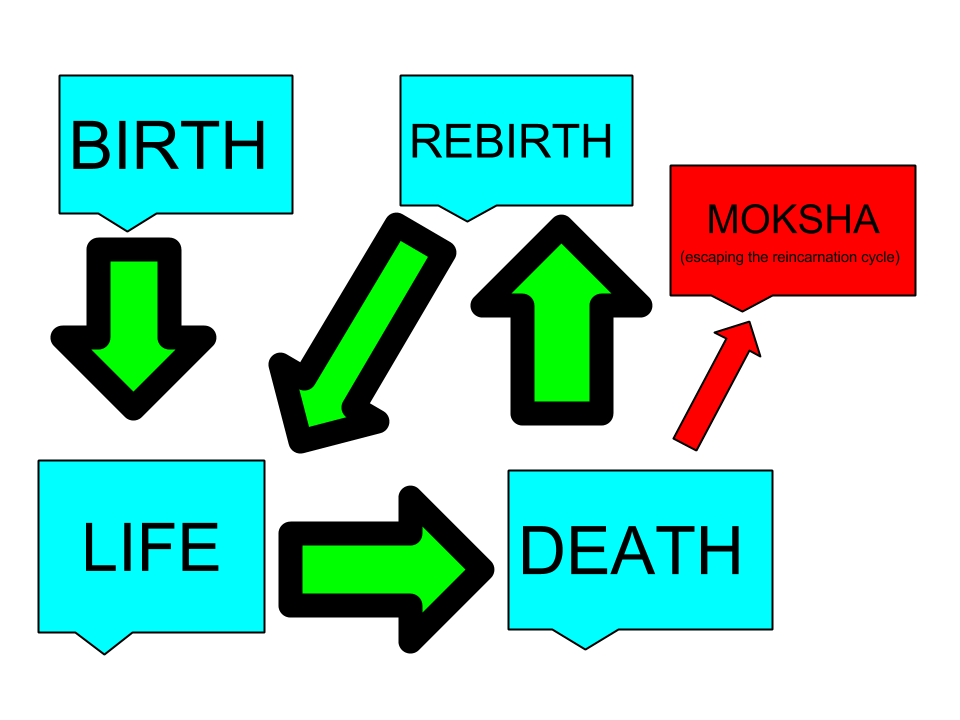 BIRTH
REBIRTH
MOKSHA
(escaping the reincarnation cycle)
LIFE
DEATH